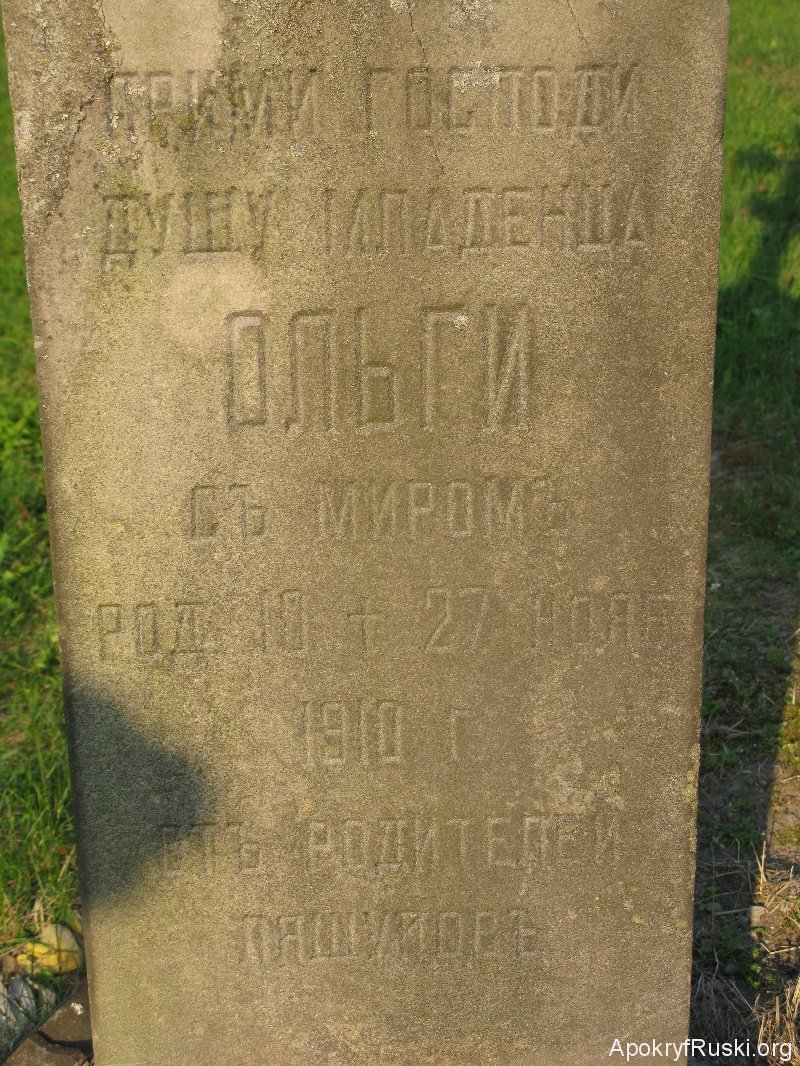 ПРИМИ ГОСПОДИ
ДУШУ МЛАДЕНЦА
ОЛЬГИ
СЪ МИРОМЪ
РОД. 10 † 27 НОЯБ.
1910 Г.
ОТЪ РОДИТЕЛЕЙ
ApokryfRuski.org